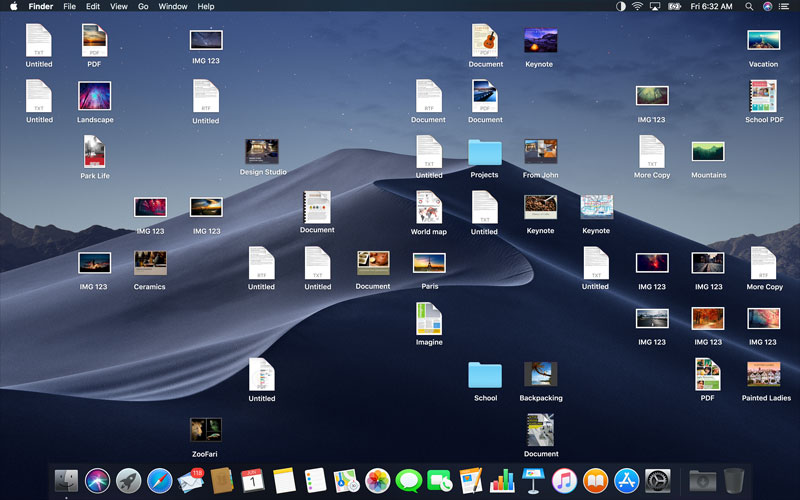 Finder File Edit View Go Window Help Fri 6:32 AM
PDF PDF
TXT
Untitled PDF IMG 123 Document Keynote Vacation
TXT RTF RTF PDF
Untitled Landscape Untitled Document Document IMG 123 School PDF
TXT TXT
Park Life Design Studio Untitled Projects From John More Copy Mountains
TXT
IMG 123 IMG 123 Document World map Untitled Keynote Keynote
RTF TXT TXT RTF
IMG 123 Ceramics Untitled Untitled Document Paris Untitled IMG 123 IMG 123 More Copy
Imagine IMG 123 IMG 123 IMG 123
Untitled School Backpacking PDF Painted Ladies
ZooFari Document
118
1